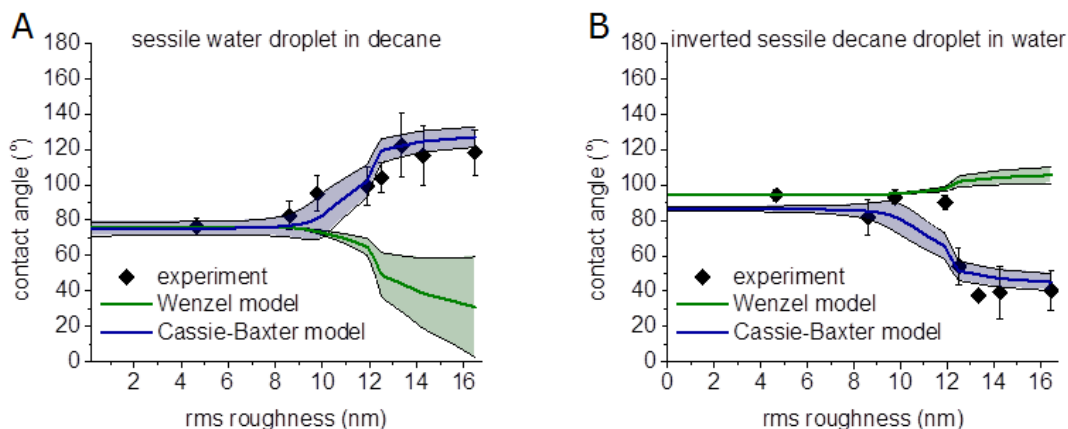 A
sessile water droplet in decane
180
160
140
120
100
80
60
40
20
0
contact angle (°)
experiment
Wenzel model
Cassie-Baxter model
2 4 6 8 10 12 14 16
rms roughness (nm)
B
inverted sessile decane droplet in water
180
160
140
120
100
80
60
40
20
0
contact angle (°)
experiment
Wenzel model
Cassie-Baxter model
0 2 4 6 8 10 12 14 16
rms roughness (nm)